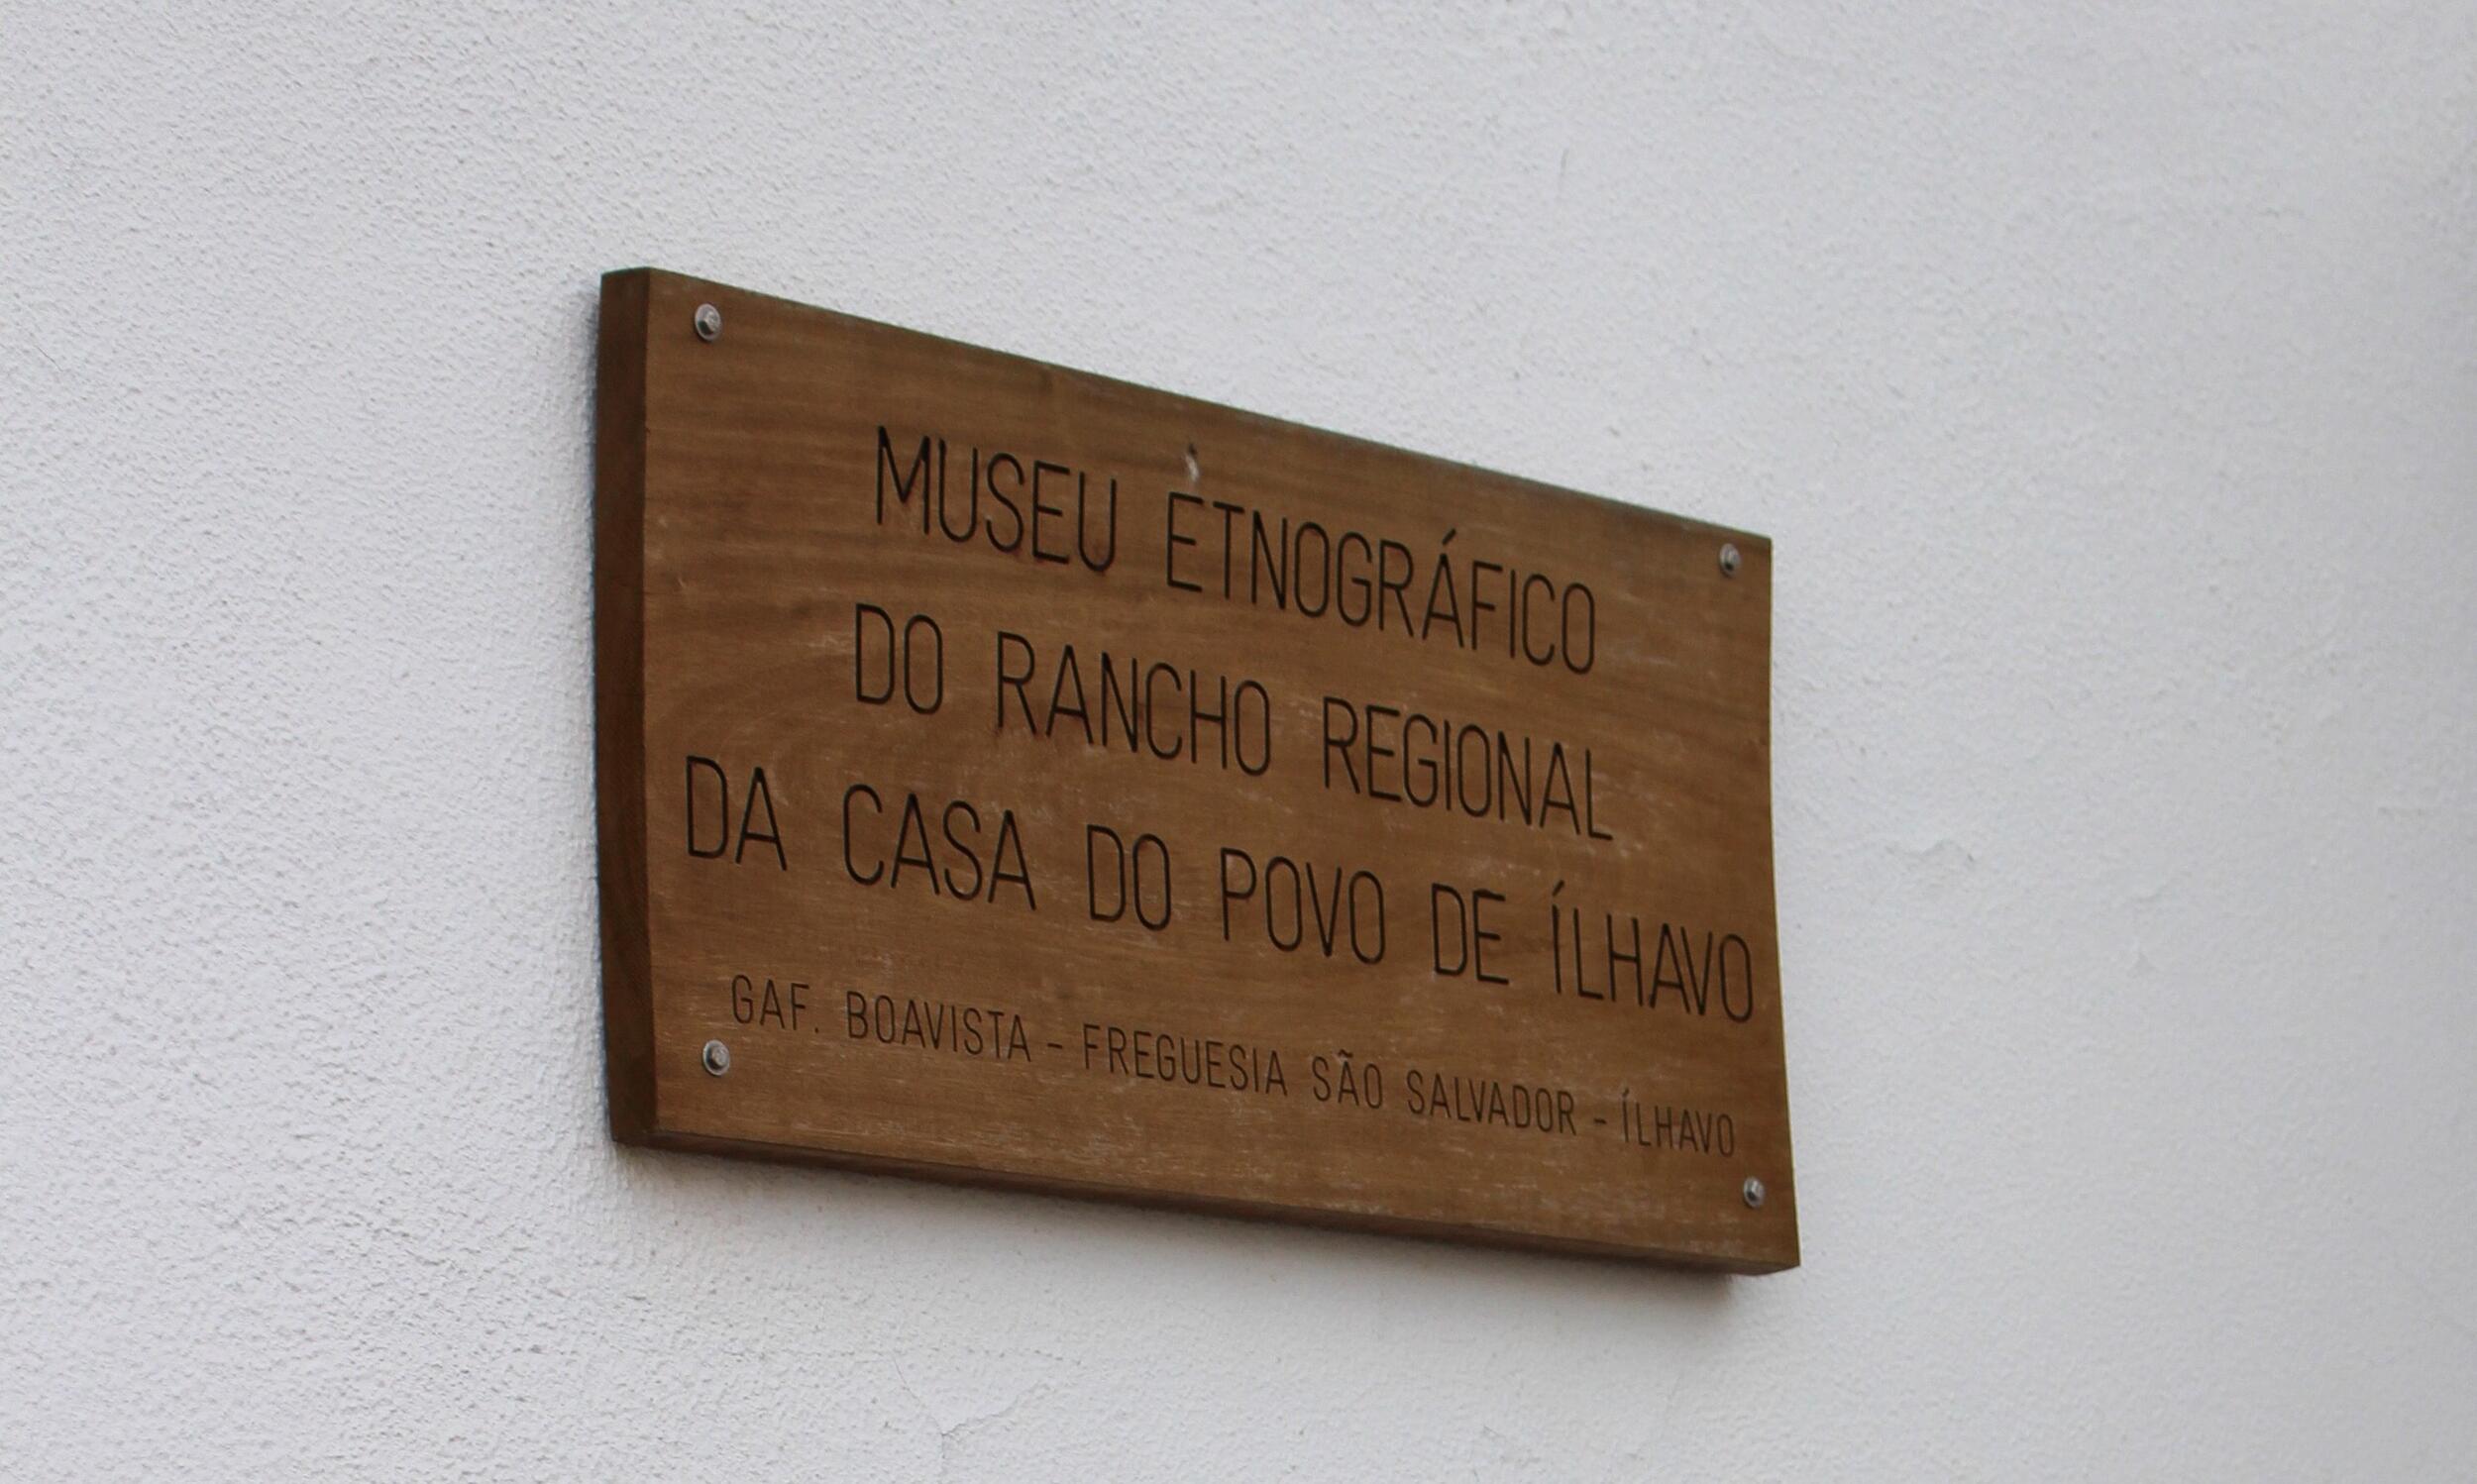 MUSEU ETNOGRÁFICO
DO RANCHO REGIONAL
DA CASA DO POVO DE ÍLHAVO
GAF. BOAVISTA - FREGUESIA SÃO SALVADOR - ÍLHAVO